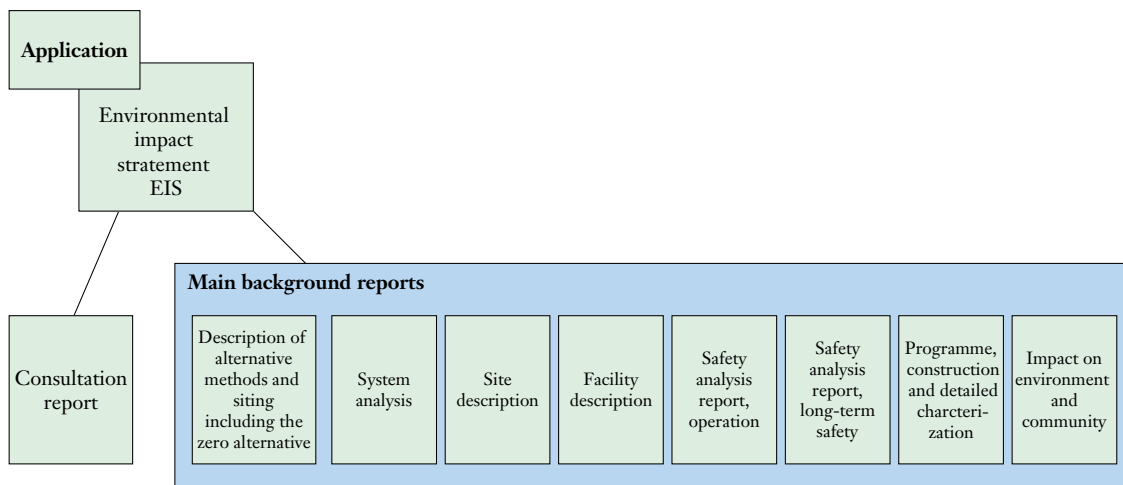 Application
Environmental
impact
stratement
EIS
Main background reports
Consultation
report
Description of
alternative
methods and
siting
including the
zero alternative
System
analysis
Site
description
Facility
description
Safety
analysis
report,
operation
Safety
analysis
report,
long-term
safety
Programme,
construction
and detailed
charcteri-
zation
Impact on
environment
and
community